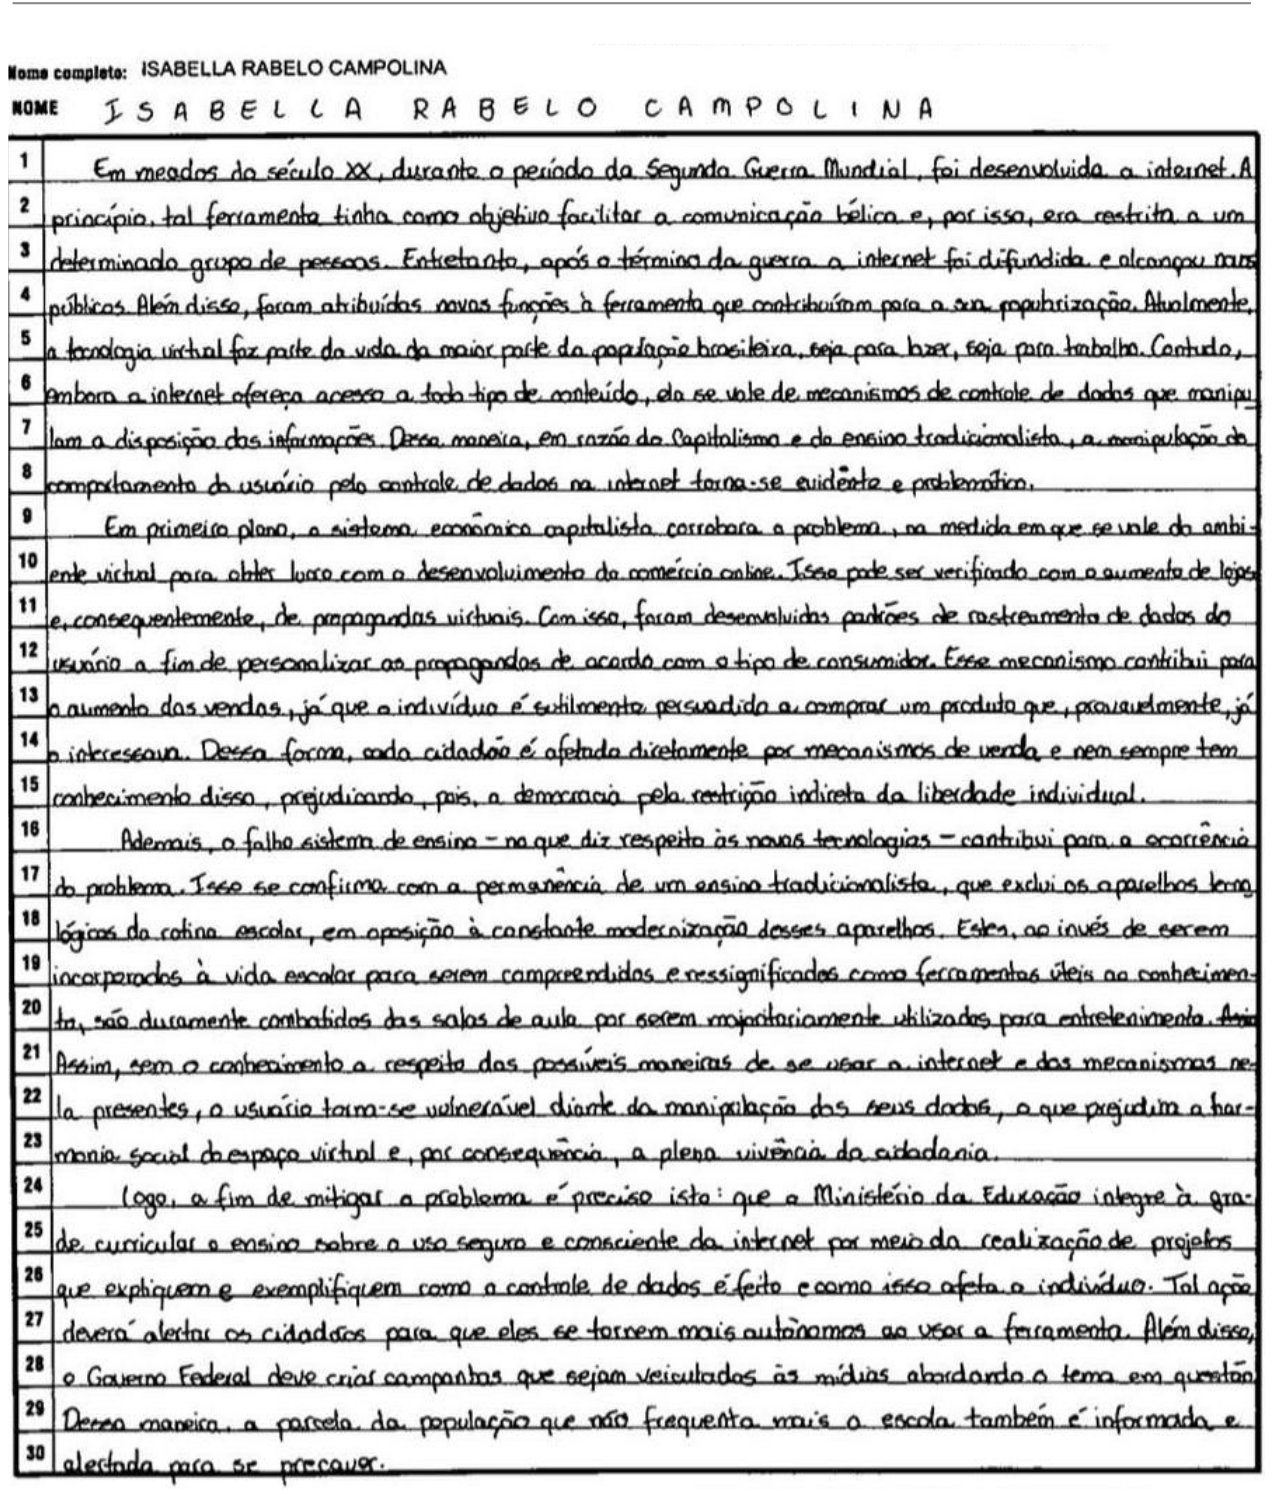 Nome completo: ISABELLA RABELO CAMPOLINA
NOME ISABELLA RABELO CAMPOLINA
1 Em meados do século XX, durante o período da Segunda Guerra Mundial, foi desenvolvida a internet. A
2 princípio, tal ferramenta tinha como objetivo facilitar a comunicação bélica e, por isso, era restrita a um
3 determinado grupo de pessoas. Entretanto, após o término da guerra a internet foi difundida e alcançou novos
4 públicos. Além disso, foram atribuídas novas funções à ferramenta que contribuíram para a sua popularização. Atualmente,
5 a tecnologia virtual faz parte da vida da maior parte da população brasileira, seja para lazer, seja para trabalho. Contudo,
6 embora a internet ofereça acesso a todo tipo de conteúdo, ela se vale de mecanismos de controle de dados que manipu
7 lam a disposição das informações. Dessa maneira, em razão do Capitalismo e do ensino tradicionalista, a manipulação do
8 comportamento do usuário pelo controle de dados na internet torna-se evidente e problemática.
9 Em primeiro plano, o sistema econômico capitalista corrobora o problema, na medida em que se vale do ambi-
10 ente virtual para obter lucro com o desenvolvimento do comércio online. Isso pode ser verificado com o aumento de lojas
11 e, consequentemente, de propagandas virtuais. Com isso, foram desenvolvidos padrões de rastreamento de dados do
12 usuário a fim de personalizar as propagandas de acordo com o tipo de consumidor. Esse mecanismo contribui para
13 o aumento das vendas, já que o indivíduo é sutilmente persuadido a comprar um produto que, provavelmente, já
14 o interessava. Dessa forma, cada cidadão é afetado diretamente por mecanismos de venda e nem sempre tem
15 conhecimento disso, prejudicando, pois, a democracia pela restrição indireta da liberdade individual.
16 Ademais, o falho sistema de ensino – no que diz respeito às novas tecnologias – contribui para a ocorrência
17 do problema. Isso se confirma com a permanência de um ensino tradicionalista, que exclui os aparelhos tecno
18 lógicos da rotina escolar, em oposição à constante modernização desses aparelhos. Estes, ao invés de serem
19 incorporados à vida escolar para serem compreendidos e ressignificados como ferramentas úteis ao conhecimen-
20 to, são duramente combatidos das salas de aula por serem majoritariamente utilizados para entretenimento.
21 Assim, sem o conhecimento a respeito das possíveis maneiras de se usar a internet e dos mecanismos ne-
22 la presentes, o usuário torna-se vulnerável diante da manipulação dos seus dados, o que prejudica a har-
23 monia social do espaço virtual e, por consequência, a plena vivência da cidadania.
24 Logo, a fim de mitigar o problema é preciso isto: que o Ministério da Educação integre à gra-
25 de curricular o ensino sobre o uso seguro e consciente da internet por meio da realização de projetos
26 que expliquem e exemplifiquem como o controle de dados é feito e como isso afeta o indivíduo. Tal ação
27 deverá alertar os cidadãos para que eles se tornem mais autônomos ao usar a ferramenta. Além disso,
28 o Governo Federal deve criar campanhas que sejam veiculadas às mídias abordando o tema em questão.
29 Dessa maneira, a parcela da população que não frequenta mais a escola também é informada e
30 alertada para se precaver.